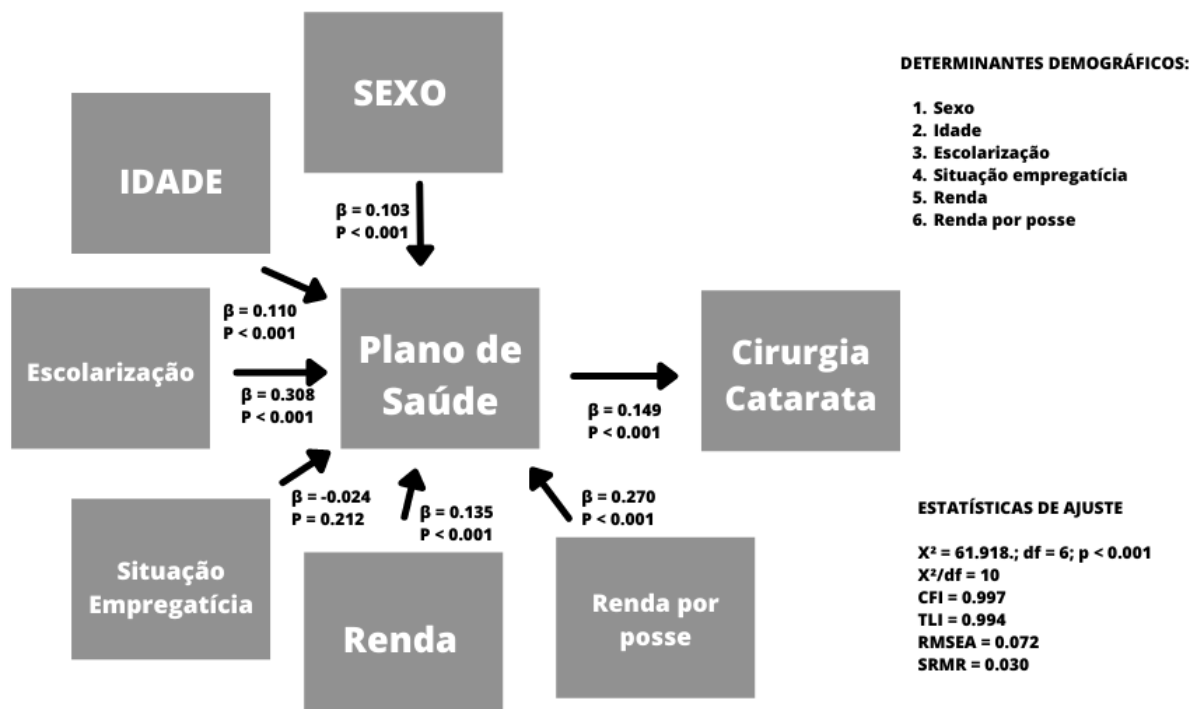 SEXO
DETERMINANTES DEMOGRÁFICOS:
1. Sexo
2. Idade
3. Escolarização
4. Situação empregatícia
5. Renda
6. Renda por posse
IDADE
β = 0.103
P < 0.001
β = 0.110
P < 0.001
Escolarização
β = 0.308
P < 0.001
Plano de
Saúde
β = 0.149
P < 0.001
Cirurgia
Catarata
β = -0.024
P = 0.212
β = 0.135
P < 0.001
β = 0.270
P < 0.001
Situação
Empregatícia
Renda
Renda por
posse
ESTATÍSTICAS DE AJUSTE
X² = 61.918.; df = 6; p < 0.001
X²/df = 10
CFI = 0.997
TLI = 0.994
RMSEA = 0.072
SRMR = 0.030